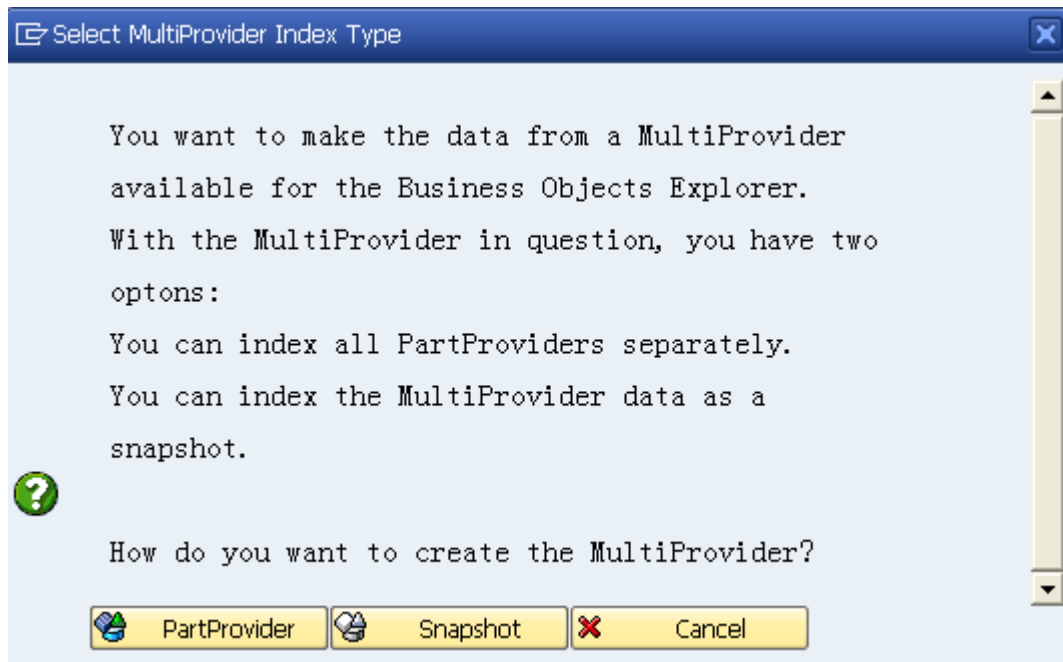 Select MultiProvider Index Type
You want to make the data from a MultiProvider
available for the Business Objects Explorer.
With the MultiProvider in question, you have two
optons:
You can index all PartProviders separately.
You can index the MultiProvider data as a
snapshot.
How do you want to create the MultiProvider?
PartProvider Snapshot Cancel